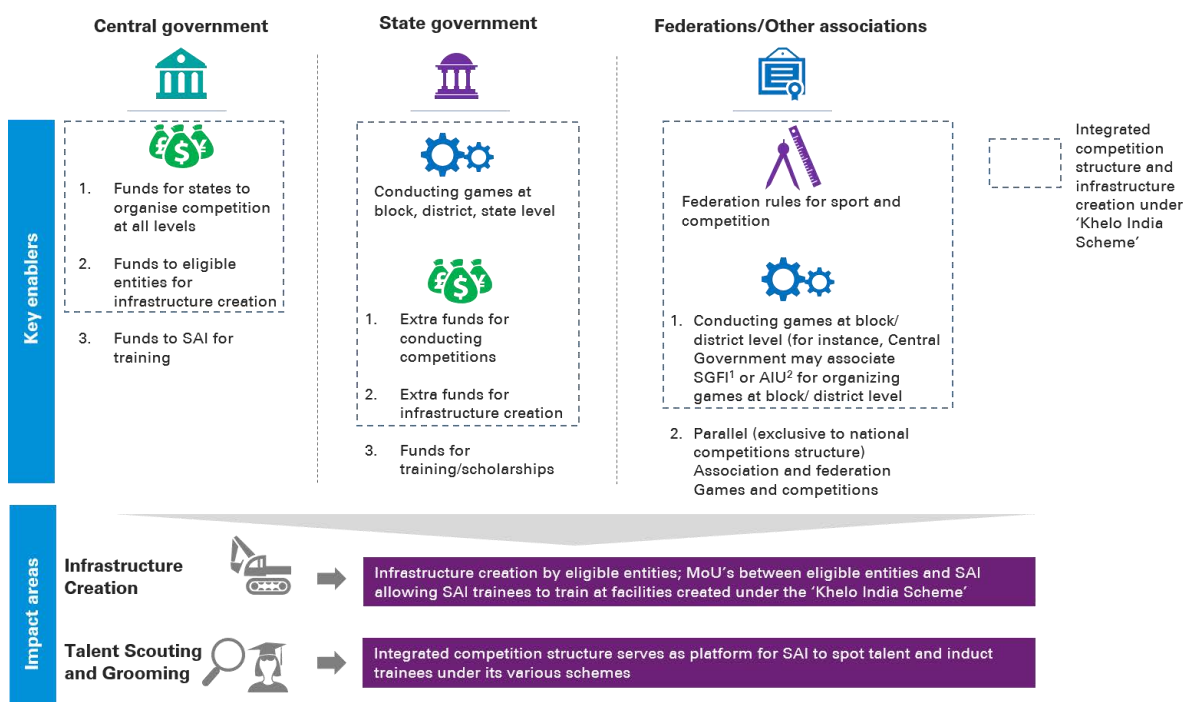 Central government
State government
Federations/Other associations
Key enablers
£ $ ¥
1. Funds for states to
organise competition
at all levels
2. Funds to eligible
entities for
infrastructure creation
3. Funds to SAI for
training
Conducting games at
block, district, state level
£ $ ¥
1. Extra funds for
conducting
competitions
2. Extra funds for
infrastructure creation
3. Funds for
training/scholarships
Federation rules for sport and
competition
1. Conducting games at block/
district level (for instance, Central
Government may associate
SGFI¹ or AIU² for organizing
games at block/ district level
2. Parallel (exclusive to national
competitions structure)
Association and federation
Games and competitions
Integrated
competition
structure and
infrastructure
creation under
‘Khelo India
Scheme’
Impact areas
Infrastructure
Creation
Infrastructure creation by eligible entities; MoU’s between eligible entities and SAI
allowing SAI trainees to train at facilities created under the ‘Khelo India Scheme’
Talent Scouting
and Grooming
Integrated competition structure serves as platform for SAI to spot talent and induct
trainees under its various schemes